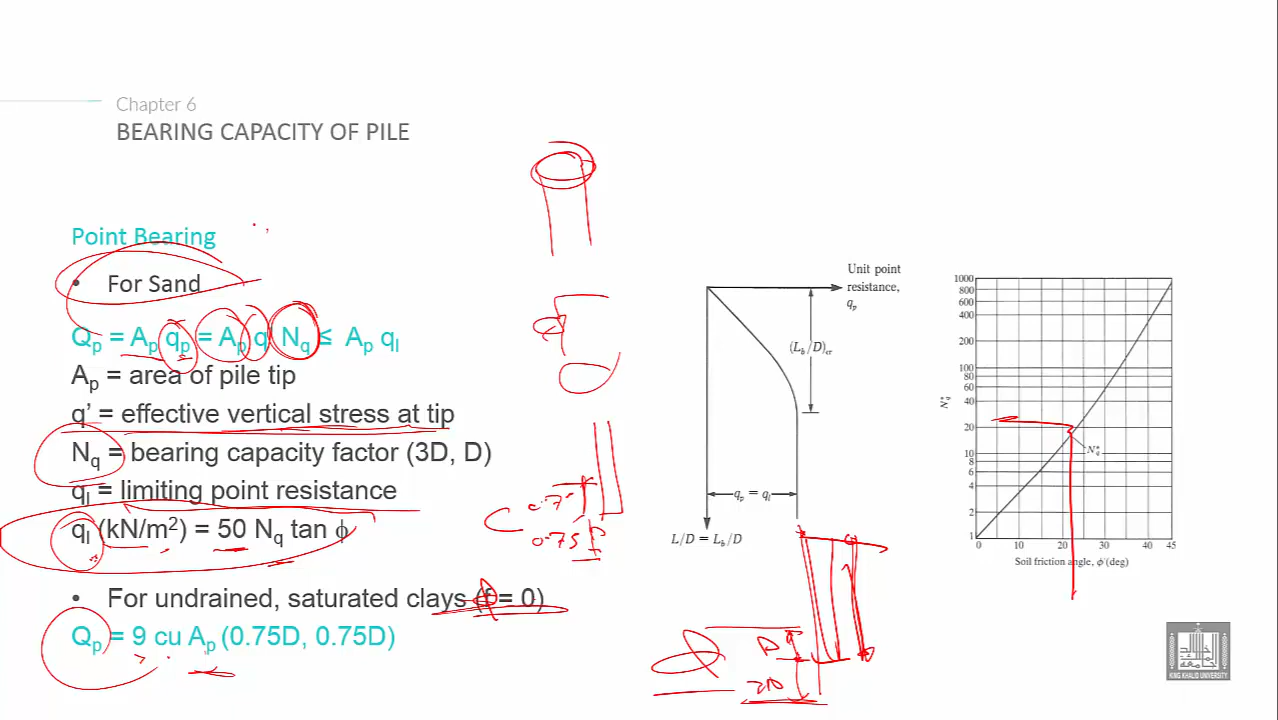 Chapter 6
BEARING CAPACITY OF PILE
Point Bearing
• For Sand
Qp = Ap qp = Ap q Nq ≤ Ap ql
Ap = area of pile tip
q’ = effective vertical stress at tip
Nq = bearing capacity factor (3D, D)
ql = limiting point resistance
ql (kN/m²) = 50 Nq tan ϕ
• For undrained, saturated clays (f = 0)
Qp = 9 cu Ap (0.75D, 0.75D)
C
0.75
D
Unit point
resistance,
qp
(Lb/D)cr
qp = ql
L/D = Lb/D
1000
800
600
400
200
100
80
60
40
20
10
8
6
4
2
1
N*q
N*q
0 10 20 30 40 45
Soil friction angle, ϕ'(deg)
جامعة الملك خالد
KING KHALID UNIVERSITY